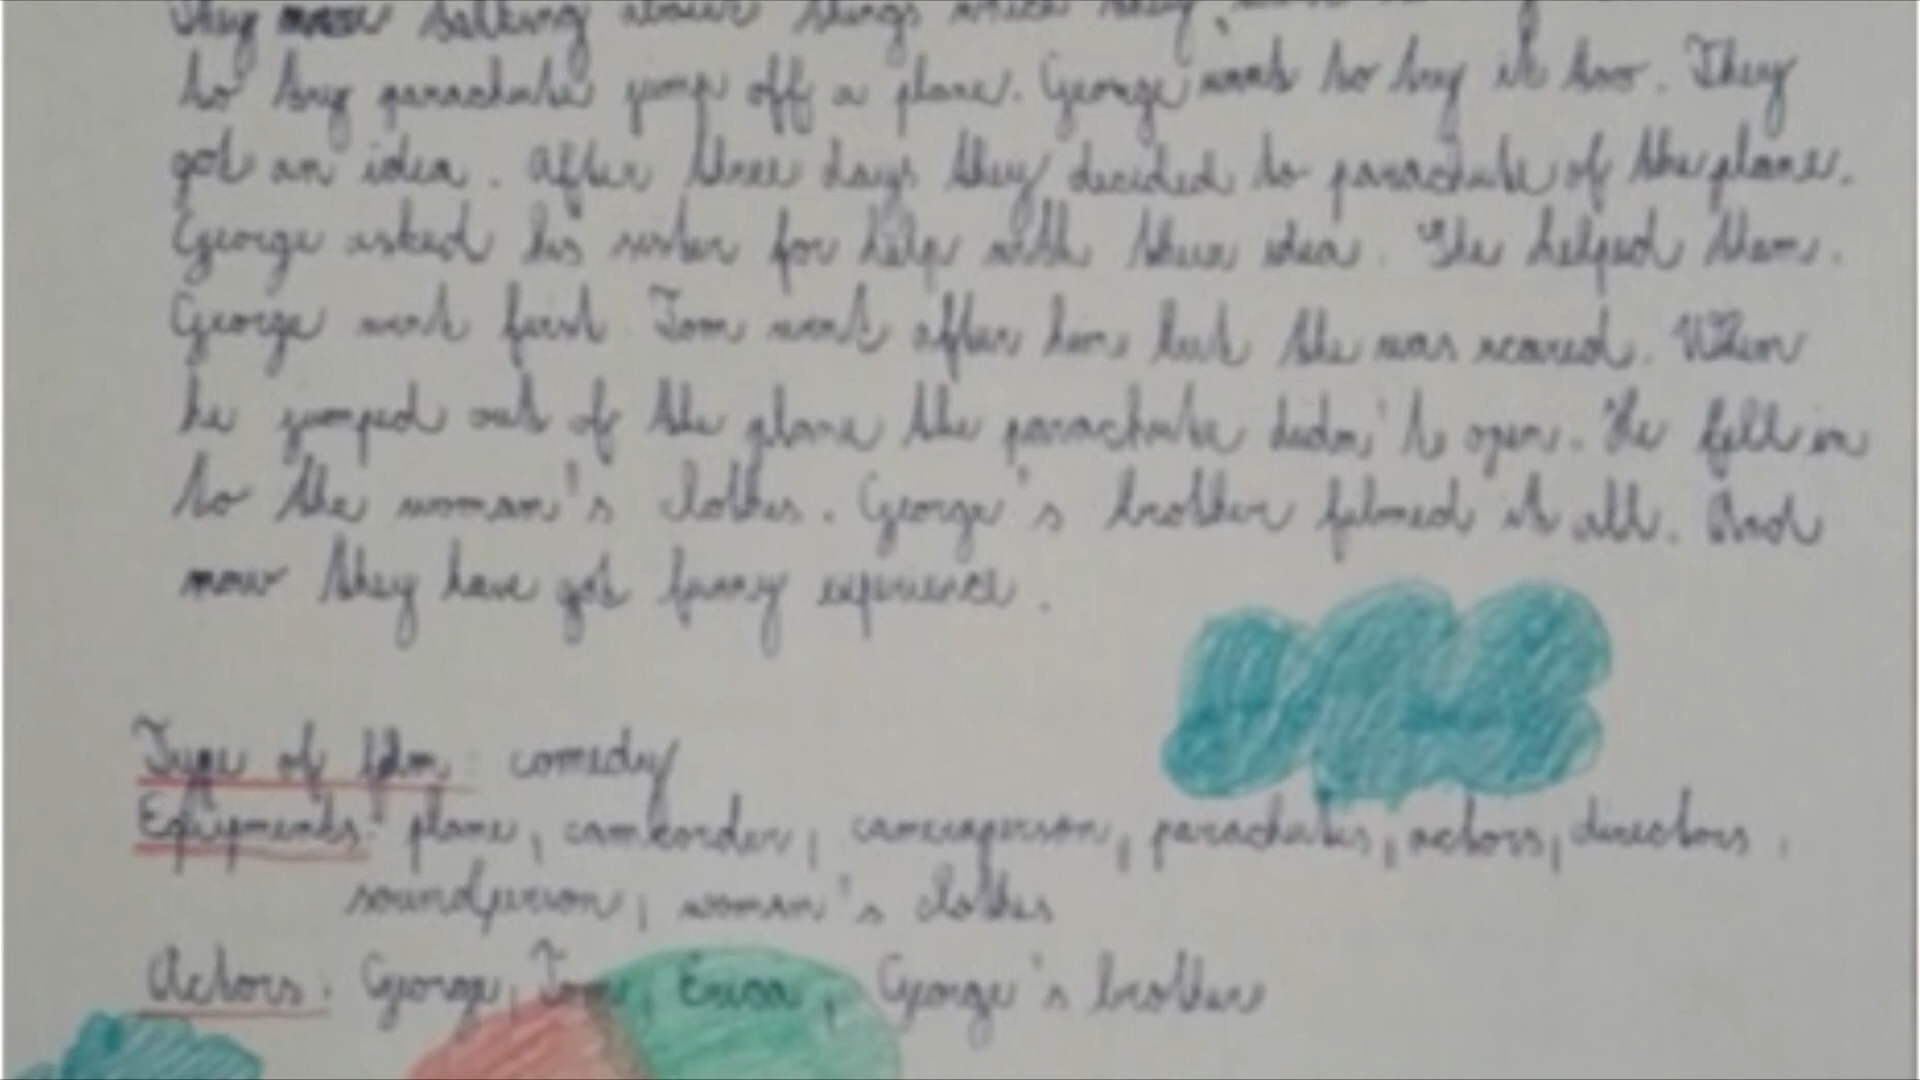 They now talking about things which they
to try parachute jump off a plane. George want to try it too. They
got an idea. After three days they decided to parachute of the plane.
George asked his sister for help with their idea. She helped them.
George went first. Tom went after him but the was scared. When
he jumped out of the plane the parachute didn't open. He fell in
to the woman's clothes. George's brother filmed it all. And
now they have got funny experience.
Type of film: comedy
Equipments: plane, camcorder, cameraperson, parachutes, actors, directors,
soundperson, woman's clothes
Actors: George, Tom, Erica, George's brother